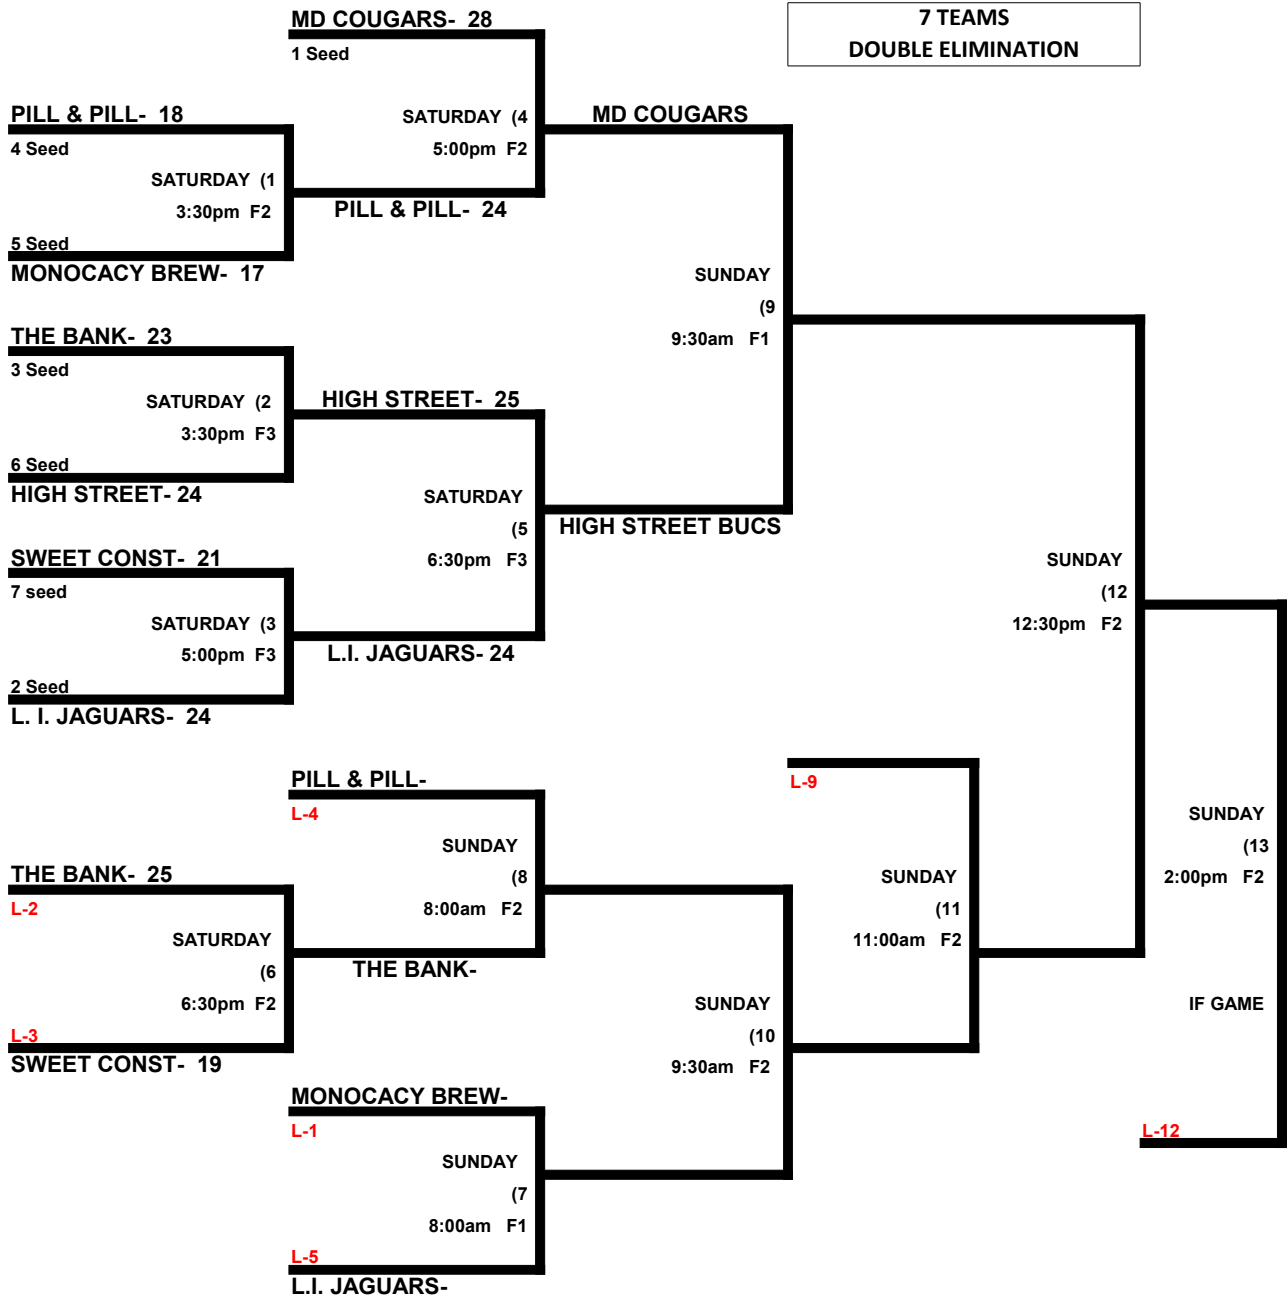 MD COUGARS-  28
7 TEAMS
DOUBLE ELIMINATION
1 Seed
PILL & PILL-  18
SATURDAY  (4
MD COUGARS
4 Seed
5:00pm  F2
SATURDAY  (1
3:30pm  F2
PILL & PILL-  24
5 Seed
MONOCACY BREW-  17
SUNDAY
(9
9:30am   F1
THE BANK-  23
3 Seed
SATURDAY  (2
HIGH STREET-  25
3:30pm  F3
6 Seed
HIGH STREET- 24
SATURDAY
(5
HIGH STREET BUCS
6:30pm   F3
SWEET CONST-  21
7 seed
SUNDAY
(12
12:30pm   F2
SATURDAY  (3
5:00pm  F3
L.I. JAGUARS- 24
2 Seed
L. I. JAGUARS-  24
PILL & PILL-
L-4
L-9
SUNDAY
(8
8:00am   F2
SUNDAY
(13
2:00pm   F2
THE BANK-  25
L-2
SUNDAY
(11
11:00am   F2
SATURDAY
(6
6:30pm  F2
THE BANK-
SUNDAY
(10
9:30am   F2
IF GAME
L-3
SWEET CONST-  19
MONOCACY BREW-
L-1
L-12
SUNDAY
(7
8:00am   F1
L-5
L.I. JAGUARS-